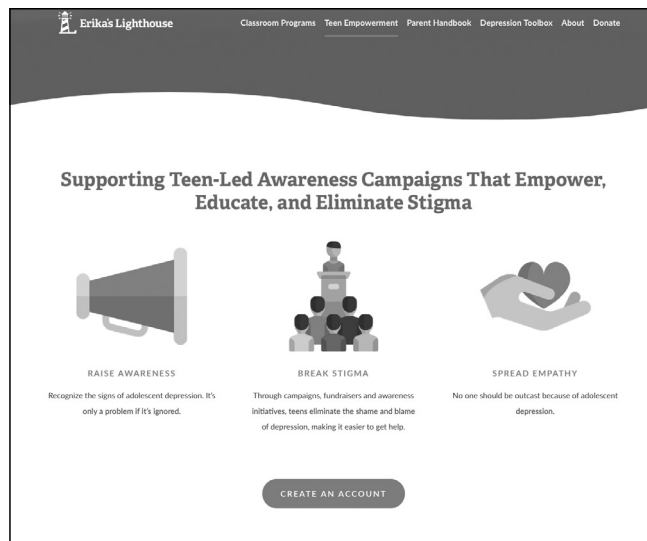 Erika's Lighthouse
Classroom Programs Teen Empowerment Parent Handbook Depression Toolbox About Donate
Supporting Teen-Led Awareness Campaigns That Empower,
Educate, and Eliminate Stigma
RAISE AWARENESS
Recognize the signs of adolescent depression. It's
only a problem if it's ignored.
BREAK STIGMA
Through campaigns, fundraisers and awareness
initiatives, teens eliminate the shame and blame
of depression, making it easier to get help.
SPREAD EMPATHY
No one should be outcast because of adolescent
depression.
CREATE AN ACCOUNT